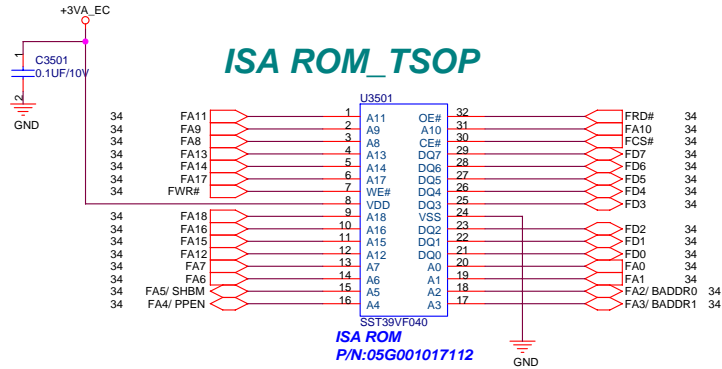 +3VA_EC
ISA ROM_TSOP
1 C3501
0.1UF/10V
2
GND
U3501
34 FA11 1 A11 OE# 32 FRD# 34
34 FA9 2 A9 A10 31 FA10 34
34 FA8 3 A8 CE# 30 FCS# 34
34 FA13 4 A13 DQ7 29 FD7 34
34 FA14 5 A14 DQ6 28 FD6 34
34 FA17 6 A17 DQ5 27 FD5 34
34 FWR# 7 WE# DQ4 26 FD4 34
8 VDD DQ3 25 FD3 34
34 FA18 9 A18 VSS 24
34 FA16 10 A16 DQ2 23 FD2 34
34 FA15 11 A15 DQ1 22 FD1 34
34 FA12 12 A12 DQ0 21 FD0 34
34 FA7 13 A7 A0 20 FA0 34
34 FA6 14 A6 A1 19 FA1 34
34 FA5/ SHBM 15 A5 A2 18 FA2/ BADDR0 34
34 FA4/ PPEN 16 A4 A3 17 FA3/ BADDR1 34
SST39VF040
ISA ROM
P/N:05G001017112
GND